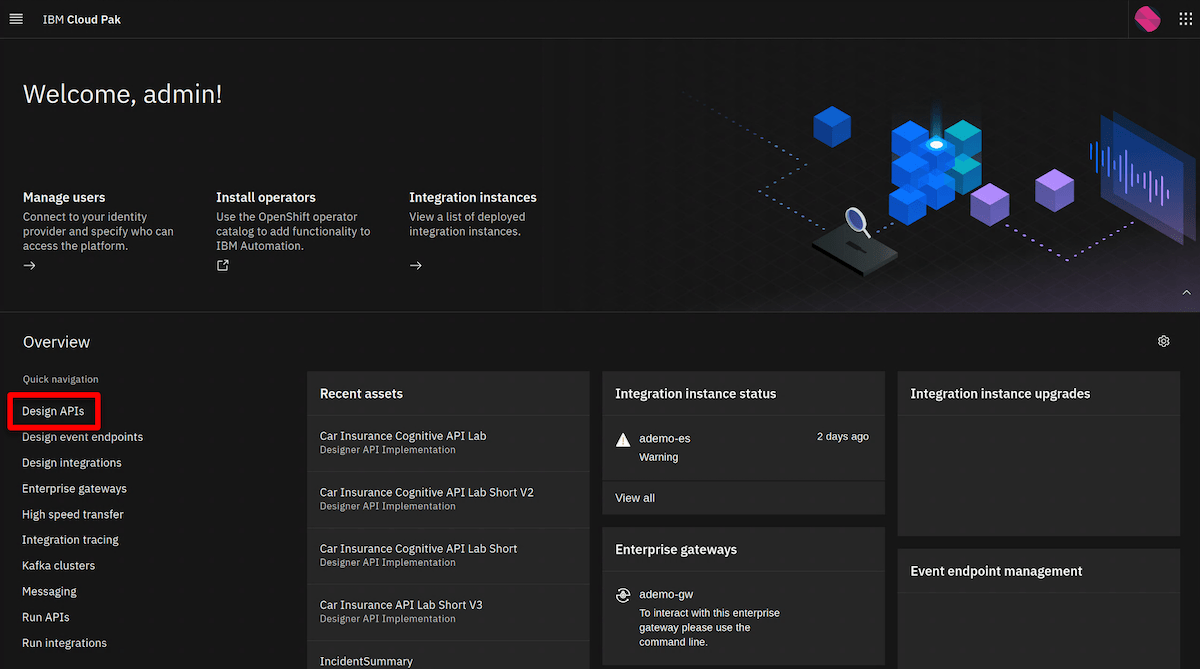 IBM Cloud Pak
Welcome, admin!
Manage users
Connect to your identity
provider and specify who can
access the platform.
Install operators
Use the OpenShift operator
catalog to add functionality to
IBM Automation.
Integration instances
View a list of deployed
integration instances.
Overview
Quick navigation
Design APIs
Design event endpoints
Design integrations
Enterprise gateways
High speed transfer
Integration tracing
Kafka clusters
Messaging
Run APIs
Run integrations
Recent assets
Car Insurance Cognitive API Lab
Designer API Implementation
Car Insurance Cognitive API Lab Short V2
Designer API Implementation
Car Insurance Cognitive API Lab Short
Designer API Implementation
Car Insurance API Lab Short V3
Designer API Implementation
IncidentSummary
Integration instance status
ademo-es
2 days ago
Warning
View all
Enterprise gateways
ademo-gw
To interact with this enterprise
gateway please use the
command line.
Integration instance upgrades
Event endpoint management